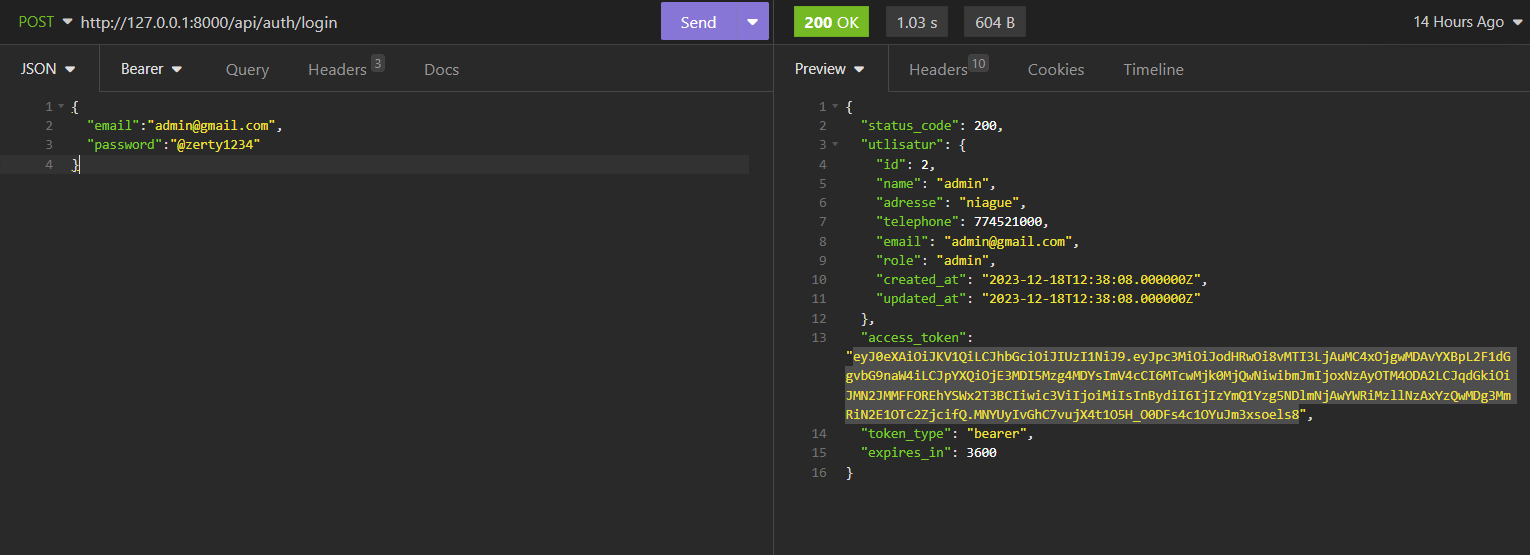 POST http://127.0.0.1:8000/api/auth/login Send 200 OK 1.03 s 604 B 14 Hours Ago
JSON Bearer Query Headers 3 Docs Preview Headers 10 Cookies Timeline
1 {
2 "email":"admin@gmail.com",
3 "password":"@zerty1234"
4 }
1 {
2 "status_code": 200,
3 "utlisatur": {
4 "id": 2,
5 "name": "admin",
6 "adresse": "niague",
7 "telephone": 774521000,
8 "email": "admin@gmail.com",
9 "role": "admin",
10 "created_at": "2023-12-18T12:38:08.000000Z",
11 "updated_at": "2023-12-18T12:38:08.000000Z"
12 },
13 "access_token":
"eyJ0eXAiOiJKV1QiLCJhbGciOiJIUzI1NiJ9.eyJpc3MiOiJodHRwOi8vMTI3LjAuMC4xOjgwMDAvYXBpL2F1dG
gvbG9naW4iLCJpYXQiOjE3MDI5Mzg4MDYsImV4cCI6MTcwMjk0MjQwNiwibmJmIjoxNzAyOTM4ODA2LCJqdGkiOi
JMN2JMMFFOREhYSWx2T3BCIiwic3ViIjoiMiIsInBydiI6IjIzYmQ1Yzg5NDlmNjAwYWRiMzllNzAxYzQwMDg3Mm
RiN2E1OTc2ZjcifQ.MNYUyIvGhC7vujX4t1O5H_O0DFs4c1OYuJm3xsoels8",
14 "token_type": "bearer",
15 "expires_in": 3600
16 }